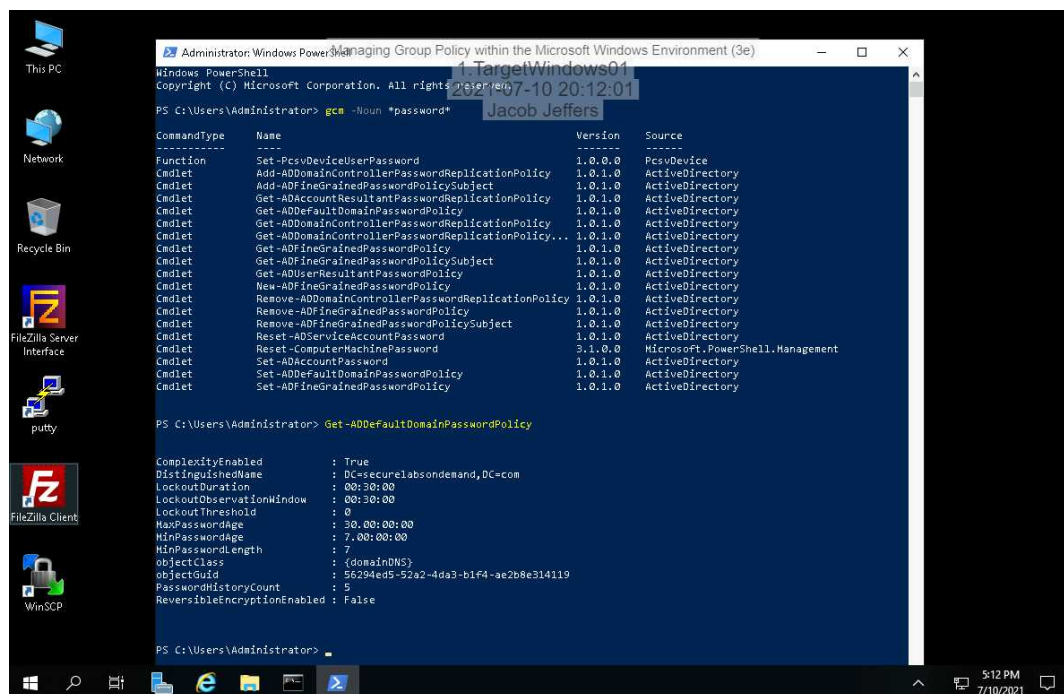 This PC
Network
Recycle Bin
FileZilla Server
Interface
putty
FileZilla Client
WinSCP
Administrator: Windows PowerShell
Managing Group Policy within the Microsoft Windows Environment (3e)
1.TargetWindows01
2021-07-10 20:12:01
Jacob Jeffers
Windows PowerShell
Copyright (C) Microsoft Corporation. All rights reserved.
PS C:\Users\Administrator> gcm -Noun *password*
CommandType Name Version Source
----------- ---- ------- ------
Function Set-PcsvDeviceUserPassword 1.0.0.0 PcsvDevice
Cmdlet Add-ADDomainControllerPasswordReplicationPolicy 1.0.1.0 ActiveDirectory
Cmdlet Add-ADFineGrainedPasswordPolicySubject 1.0.1.0 ActiveDirectory
Cmdlet Get-ADAccountResultantPasswordReplicationPolicy 1.0.1.0 ActiveDirectory
Cmdlet Get-ADDefaultDomainPasswordPolicy 1.0.1.0 ActiveDirectory
Cmdlet Get-ADDomainControllerPasswordReplicationPolicy 1.0.1.0 ActiveDirectory
Cmdlet Get-ADDomainControllerPasswordReplicationPolicy... 1.0.1.0 ActiveDirectory
Cmdlet Get-ADFineGrainedPasswordPolicy 1.0.1.0 ActiveDirectory
Cmdlet Get-ADFineGrainedPasswordPolicySubject 1.0.1.0 ActiveDirectory
Cmdlet Get-ADUserResultantPasswordPolicy 1.0.1.0 ActiveDirectory
Cmdlet New-ADFineGrainedPasswordPolicy 1.0.1.0 ActiveDirectory
Cmdlet Remove-ADDomainControllerPasswordReplicationPolicy 1.0.1.0 ActiveDirectory
Cmdlet Remove-ADFineGrainedPasswordPolicy 1.0.1.0 ActiveDirectory
Cmdlet Remove-ADFineGrainedPasswordPolicySubject 1.0.1.0 ActiveDirectory
Cmdlet Reset-ADServiceAccountPassword 1.0.1.0 ActiveDirectory
Cmdlet Reset-ComputerMachinePassword 3.1.0.0 Microsoft.PowerShell.Management
Cmdlet Set-ADAccountPassword 1.0.1.0 ActiveDirectory
Cmdlet Set-ADDefaultDomainPasswordPolicy 1.0.1.0 ActiveDirectory
Cmdlet Set-ADFineGrainedPasswordPolicy 1.0.1.0 ActiveDirectory
PS C:\Users\Administrator> Get-ADDefaultDomainPasswordPolicy
ComplexityEnabled : True
DistinguishedName : DC=securelabsondemand,DC=com
LockoutDuration : 00:30:00
LockoutObservationWindow : 00:30:00
LockoutThreshold : 0
MaxPasswordAge : 30.00:00:00
MinPasswordAge : 7.00:00:00
MinPasswordLength : 7
objectClass : {domainDNS}
objectGuid : 56294ed5-52a2-4da3-b1f4-ae2b8e314119
PasswordHistoryCount : 5
ReversibleEncryptionEnabled : False
PS C:\Users\Administrator> _
5:12 PM
7/10/2021